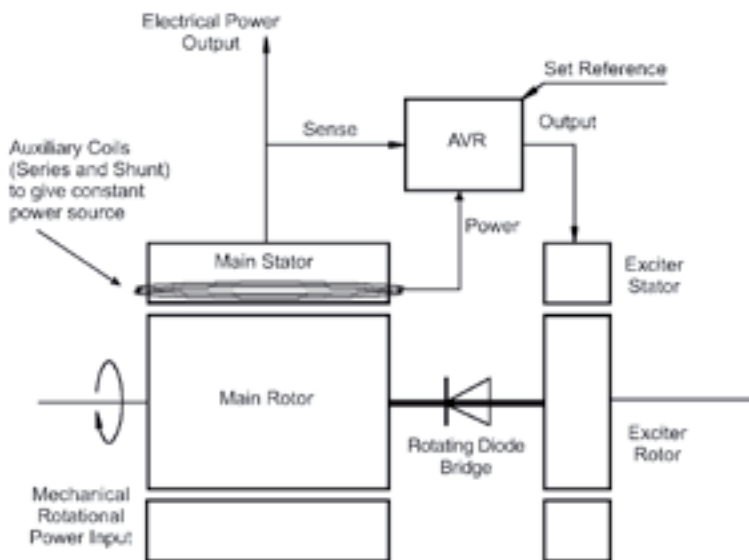 Electrical Power
Output
Set Reference
Sense
AVR
Output
Auxiliary Coils
(Series and Shunt)
to give constant
power source
Power
Main Stator
Exciter
Stator
Main Rotor
Rotating Diode
Bridge
Exciter
Rotor
Mechanical
Rotational
Power Input